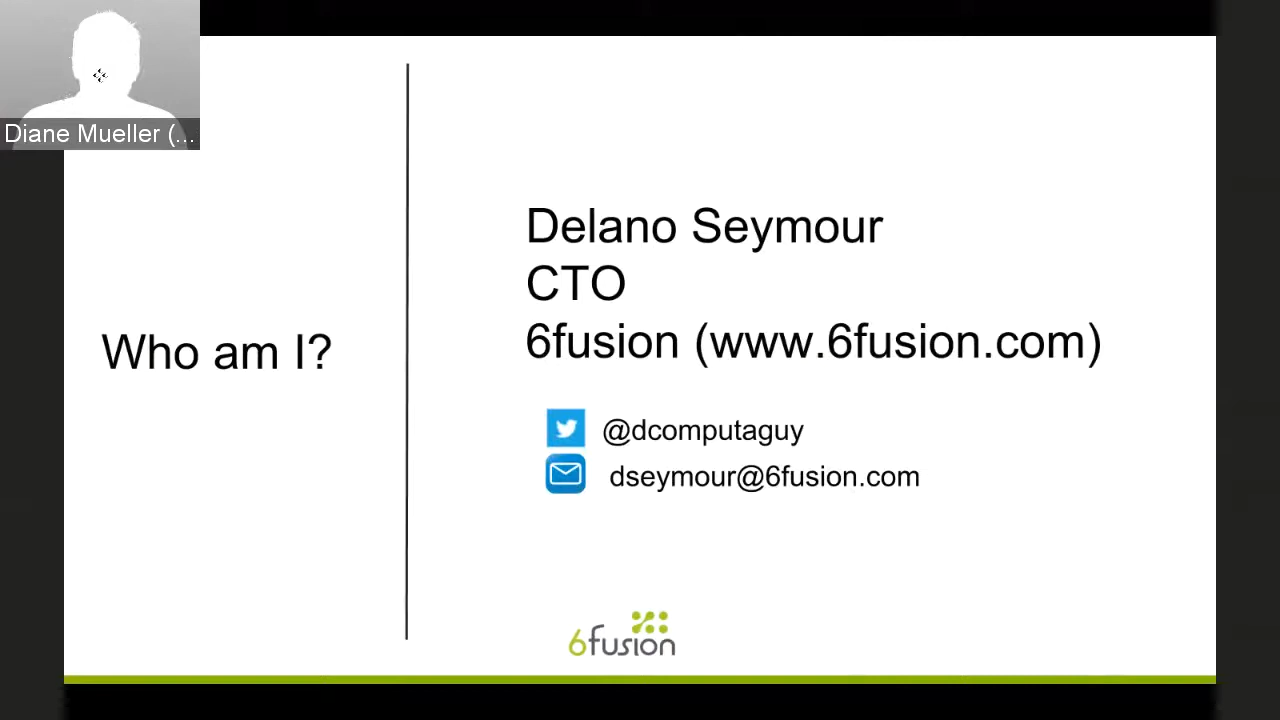 Diane Mueller (...
Who am I?
Delano Seymour
CTO
6fusion (www.6fusion.com)
@dcomputaguy
dseymour@6fusion.com
6fusion